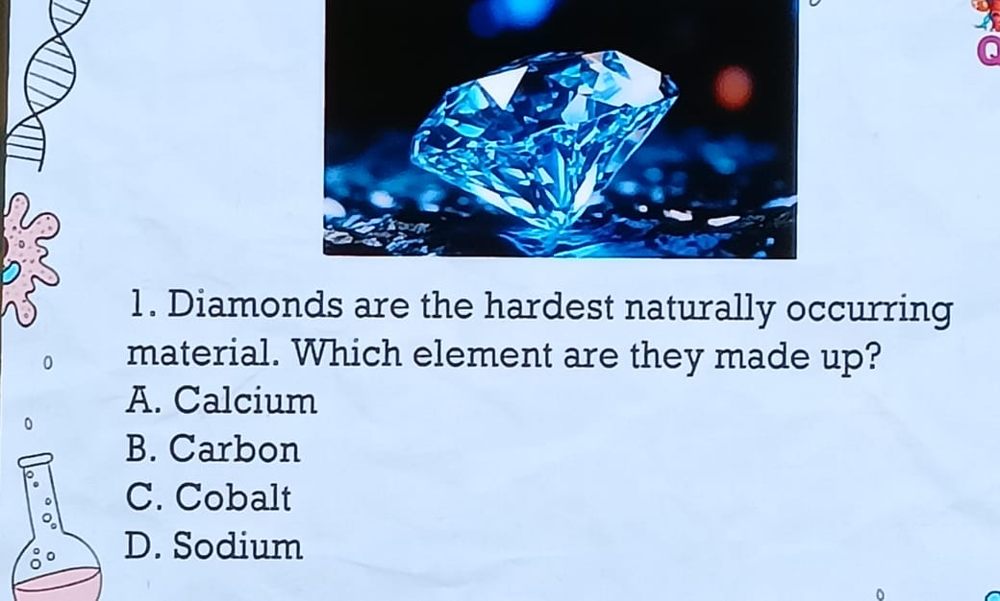 Q
1. Diamonds are the hardest naturally occurring
material. Which element are they made up?
A. Calcium
B. Carbon
C. Cobalt
D. Sodium